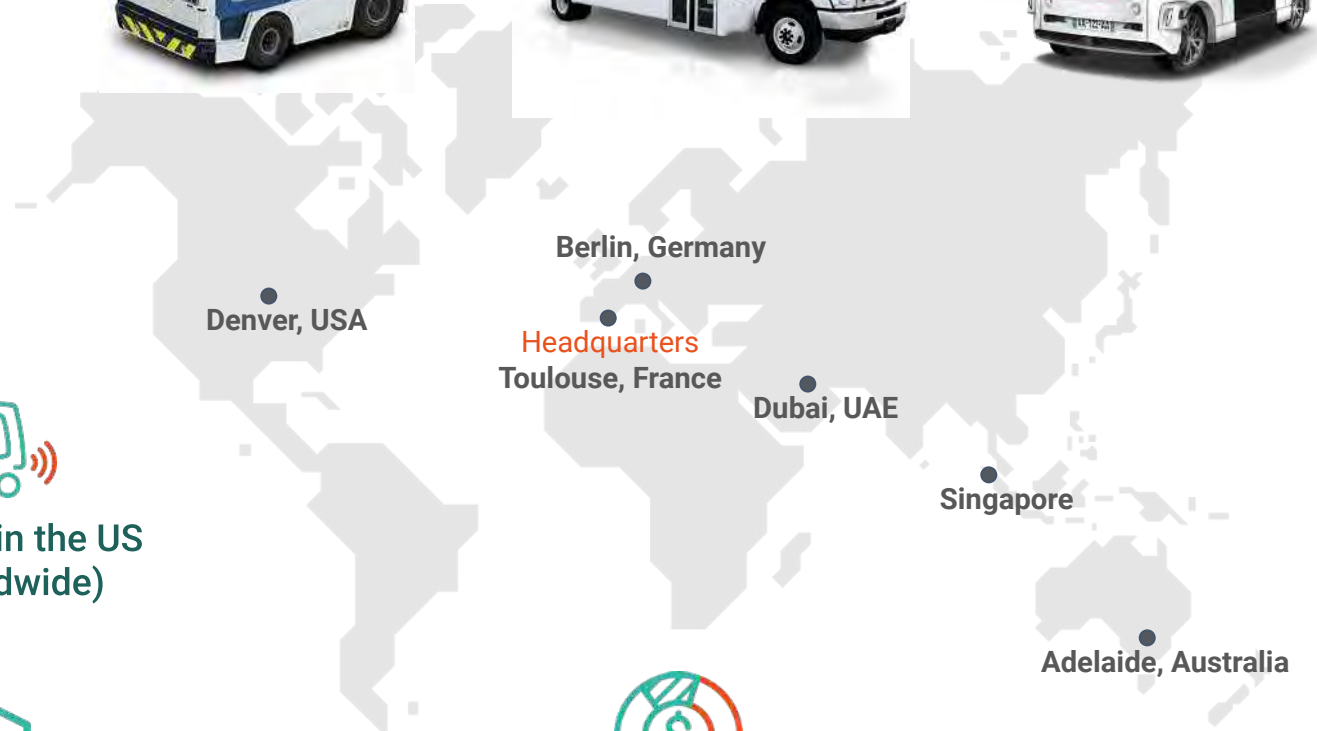 Berlin, Germany
Denver, USA
Headquarters
Toulouse, France
Dubai, UAE
Singapore
in the US
dwide)
Adelaide, Australia
$